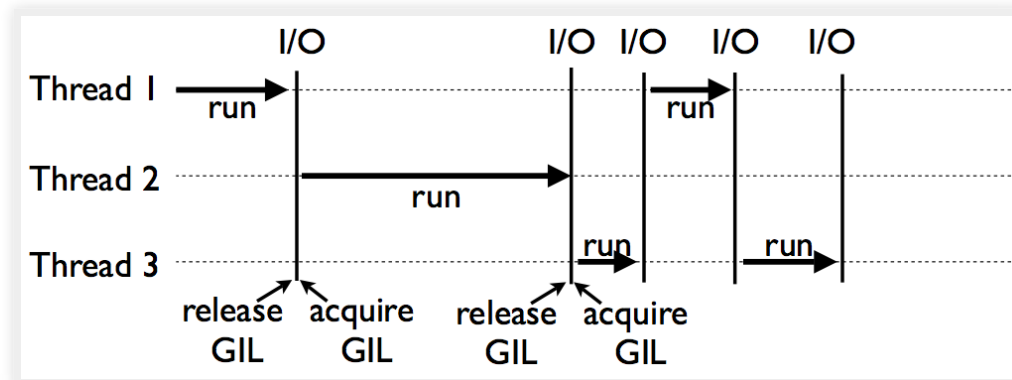 I/O I/O I/O I/O I/O
Thread 1
run run
Thread 2
run
run run
Thread 3
release acquire release acquire
GIL GIL GIL GIL